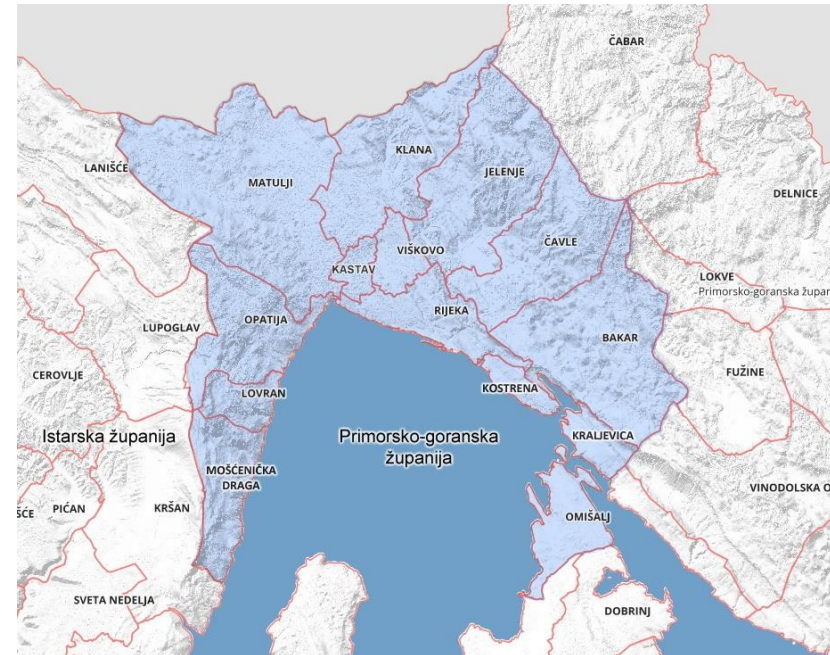 ČABAR
KLANA
LANIŠĆE
JELENJE
MATULJI
DELNICE
ČAVLE
VIŠKOVO
KASTAV
LOKVE
Primorsko-goranska župan
RIJEKA
OPATIJA
LUPOGLAV
BAKAR
FUŽINE
CEROVLJE
KOSTRENA
LOVRAN
Istarska županija
Primorsko-goranska
županija
KRALJEVICA
MOŠĆENIČKA
DRAGA
VINODOLSKA O
ŠĆE
PIĆAN
KRŠAN
OMIŠALJ
SVETA NEDELJA
DOBRINJ